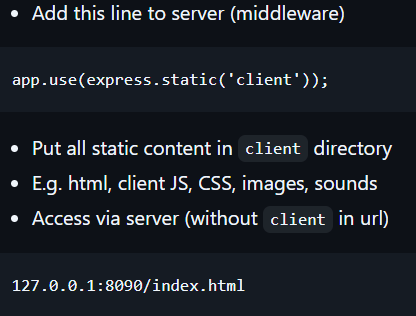 • Add this line to server (middleware)
app.use(express.static('client'));
• Put all static content in client directory
• E.g. html, client JS, CSS, images, sounds
• Access via server (without client in url)
127.0.0.1:8090/index.html